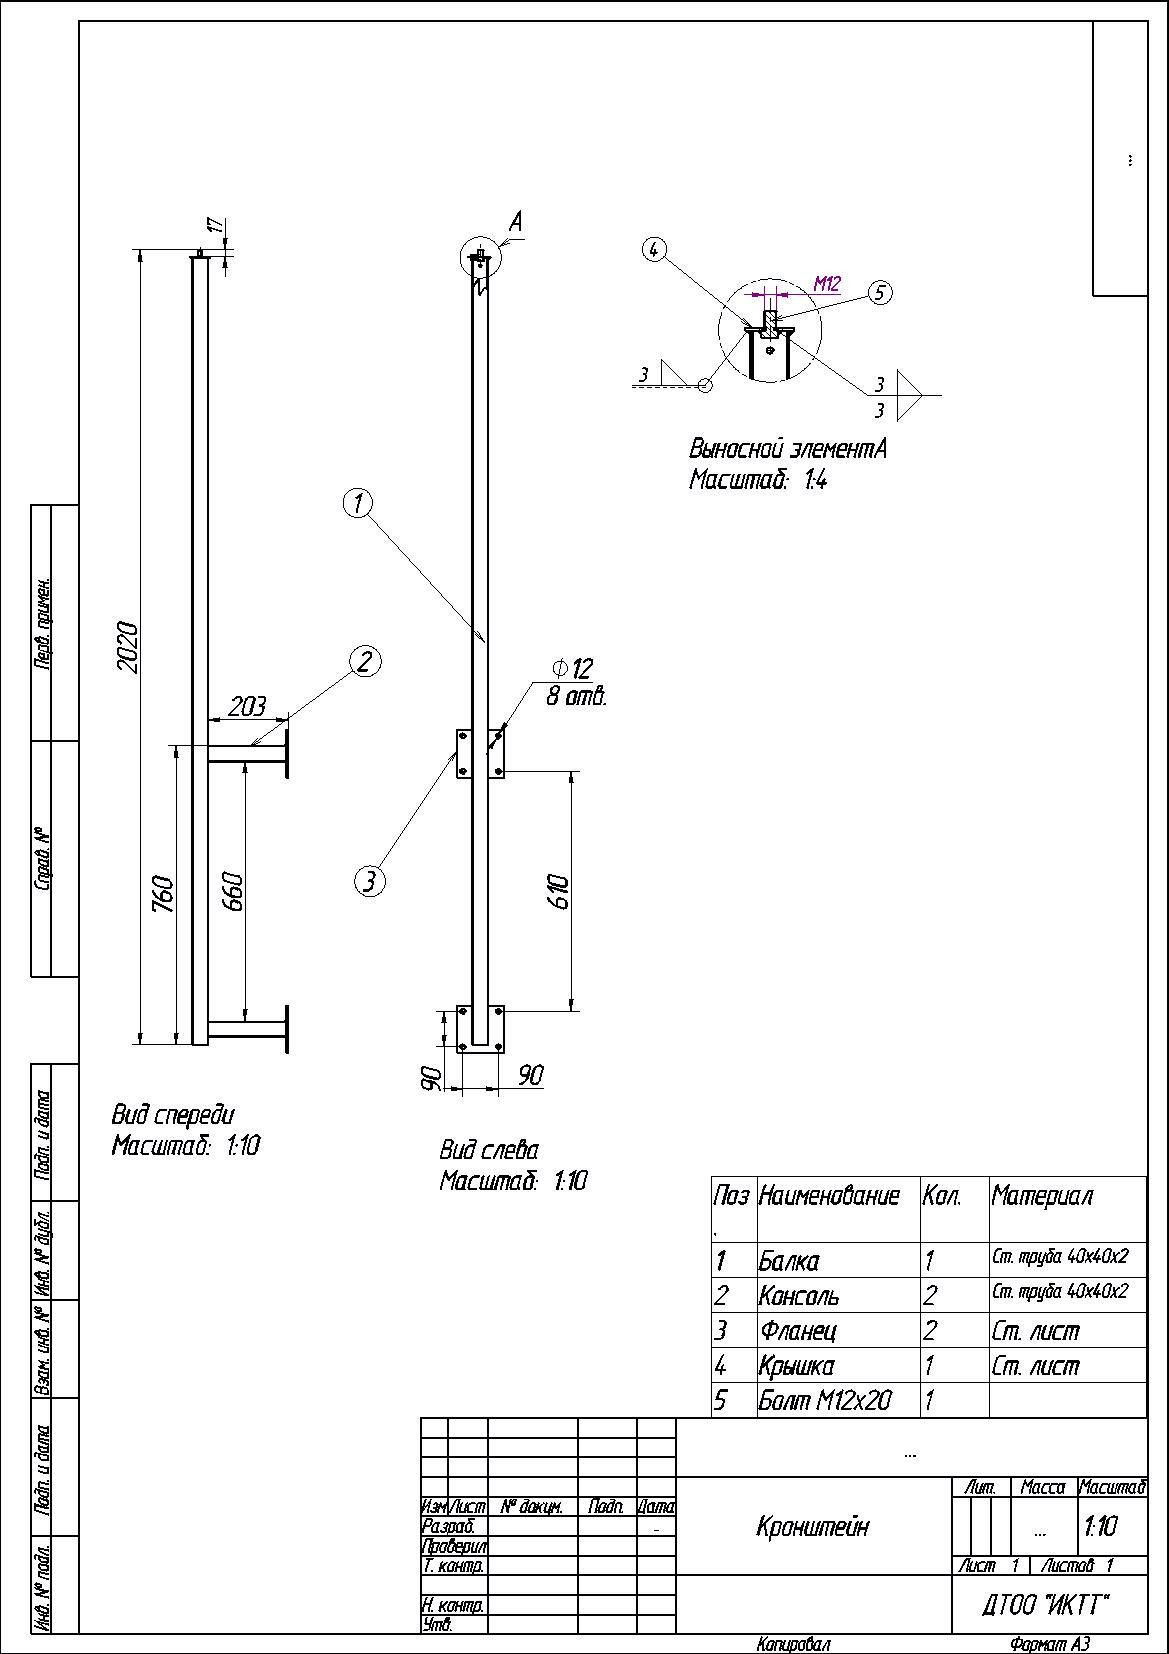 ...
17
A
4
M12
5
3
3
3
Выносной элемент А
Масштаб: 1:4
1
2020
2
203
Ф12
8 отв.
3
760
660
610
90
90
Вид спереди
Масштаб: 1:10
Вид слева
Масштаб: 1:10
Перв. примен.
Справ. №
Подп. и дата
Инв. № дубл.
Взам. инв. №
Подп. и дата
Инв. № подл.
Поз. Наименование Кол. Материал
1 Балка 1 Ст. труба 40х40х2
2 Консоль 2 Ст. труба 40х40х2
3 Фланец 2 Ст. лист
4 Крышка 1 Ст. лист
5 Болт М12х20 1
...
Лит. Масса Масштаб
Изм Лист № докум. Подп. Дата
Разраб. -
Кронштейн
... 1:10
Проверил
Т. контр.
Лист 1 Листов 1
Н. контр.
Утв.
ДТОО "ИКТТ"
Копировал Формат А3